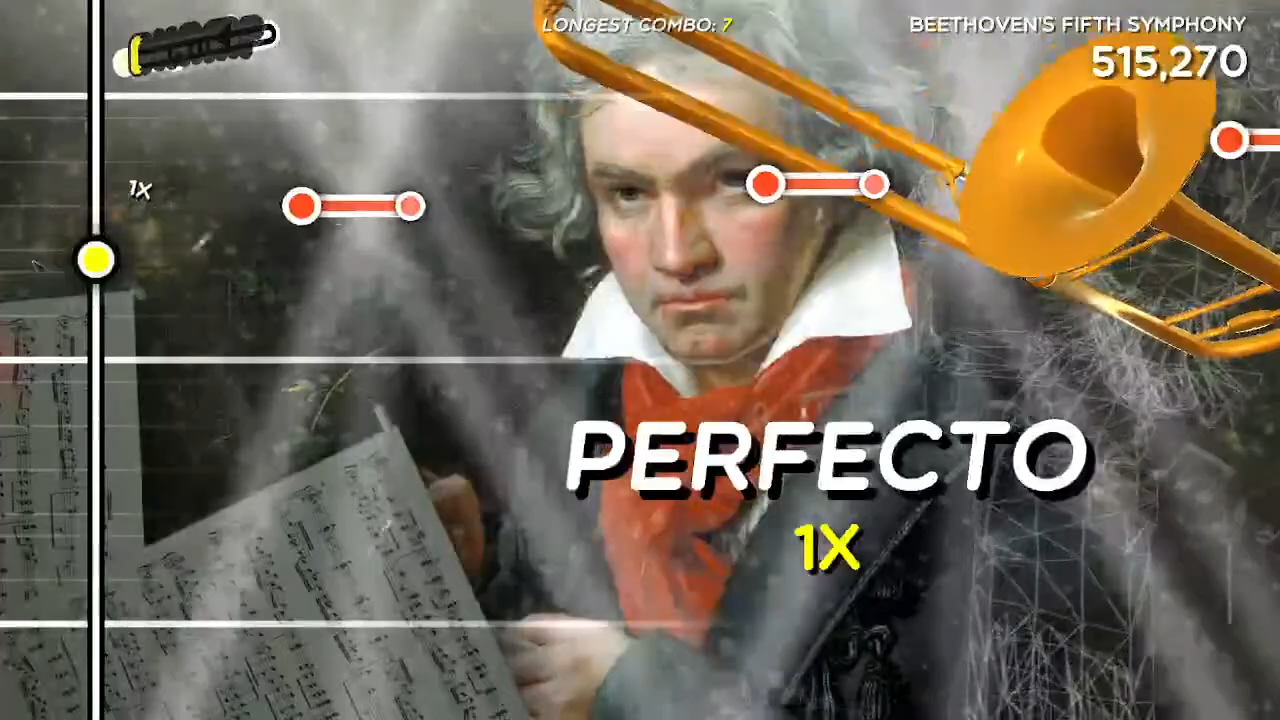 LONGEST COMBO: 7
BEETHOVEN'S FIFTH SYMPHONY
515,270
1X
PERFECTO
1X